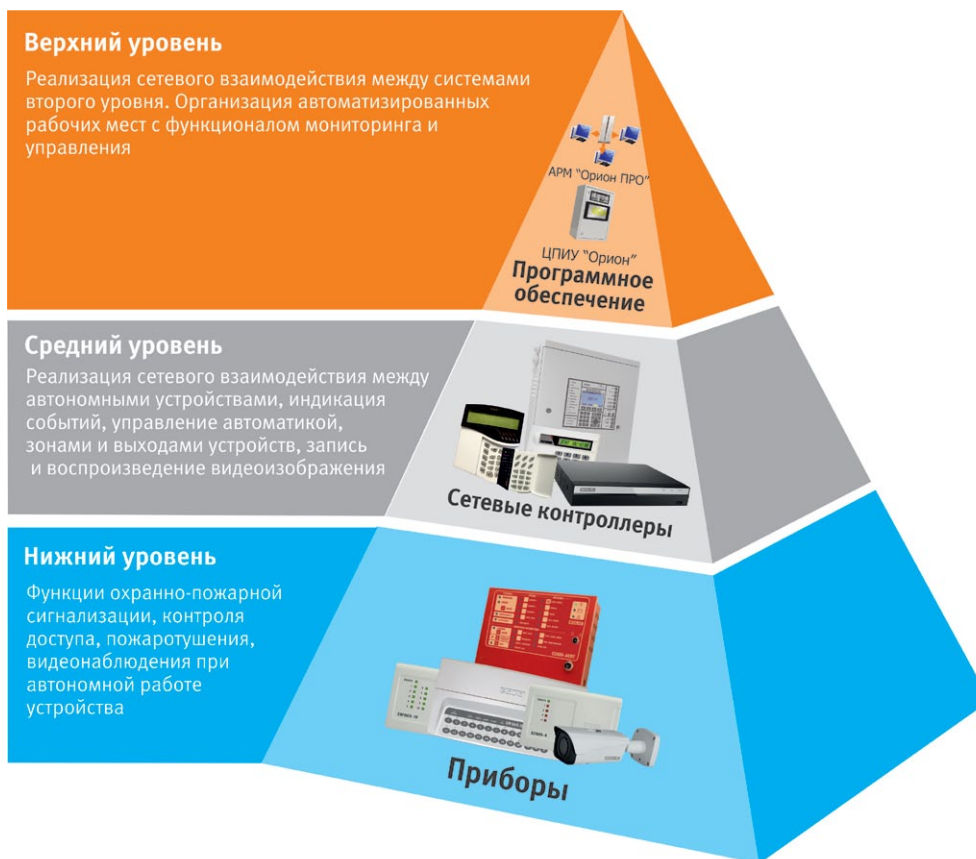 Верхний уровень
Реализация сетевого взаимодействия между системами
второго уровня. Организация автоматизированных
рабочих мест с функционалом мониторинга и
управления
АРМ "Орион ПРО"
ЦПИУ "Орион"
Программное
обеспечение
Средний уровень
Реализация сетевого взаимодействия между
автономными устройствами, индикация
событий, управление автоматикой,
зонами и выходами устройств, запись
и воспроизведение видеоизображения
Сетевые контроллеры
Нижний уровень
Функции охранно-пожарной
сигнализации, контроля
доступа, пожаротушения,
видеонаблюдения при
автономной работе
устройства
Приборы